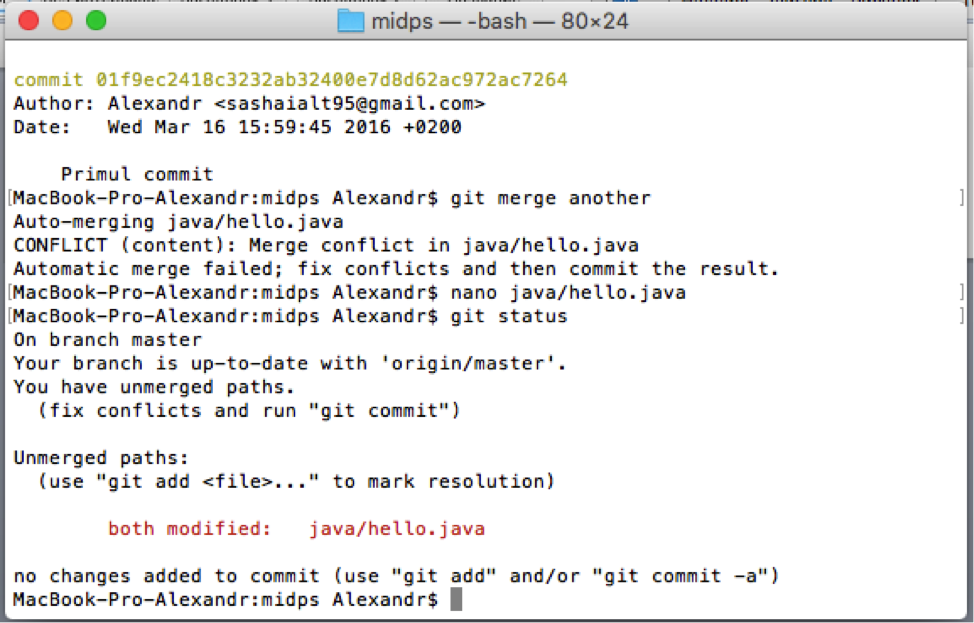 midps — -bash — 80×24
commit 01f9ec2418c3232ab32400e7d8d62ac972ac7264
Author: Alexandr <sashaialt95@gmail.com>
Date:   Wed Mar 16 15:59:45 2016 +0200
    Primul commit
[MacBook-Pro-Alexandr:midps Alexandr$ git merge another ]
Auto-merging java/hello.java
CONFLICT (content): Merge conflict in java/hello.java
Automatic merge failed; fix conflicts and then commit the result.
[MacBook-Pro-Alexandr:midps Alexandr$ nano java/hello.java ]
[MacBook-Pro-Alexandr:midps Alexandr$ git status ]
On branch master
Your branch is up-to-date with 'origin/master'.
You have unmerged paths.
  (fix conflicts and run "git commit")
Unmerged paths:
  (use "git add <file>..." to mark resolution)
        both modified:   java/hello.java
no changes added to commit (use "git add" and/or "git commit -a")
MacBook-Pro-Alexandr:midps Alexandr$